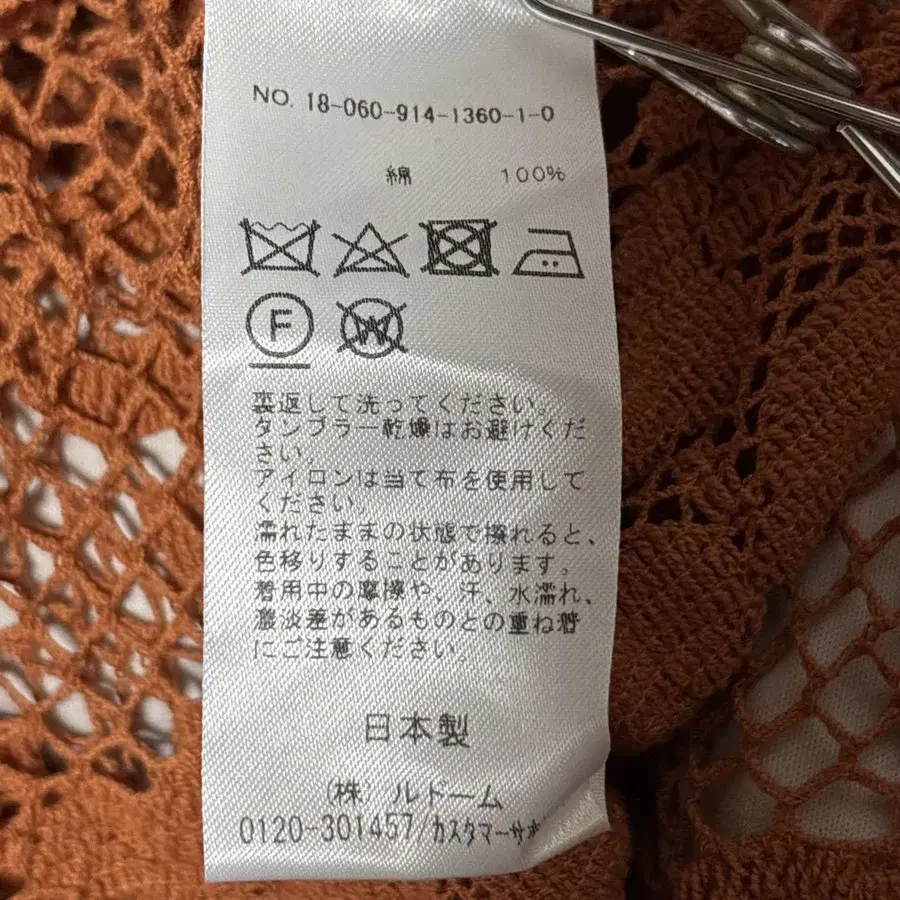 NO. 18-060-914-1360-1-0
綿 100%
F W
裏返して洗ってください。
タンブラー乾燥はお避けくだ
さい。
アイロンは当て布を使用して
ください。
濡れたままの状態で擦れると、
色移りすることがあります。
着用中の摩擦や、汗、水濡れ、
濃淡差があるものとの重ね着
にご注意ください。
日本製
(株) ルドーム
0120-301457/カスタマーサポ